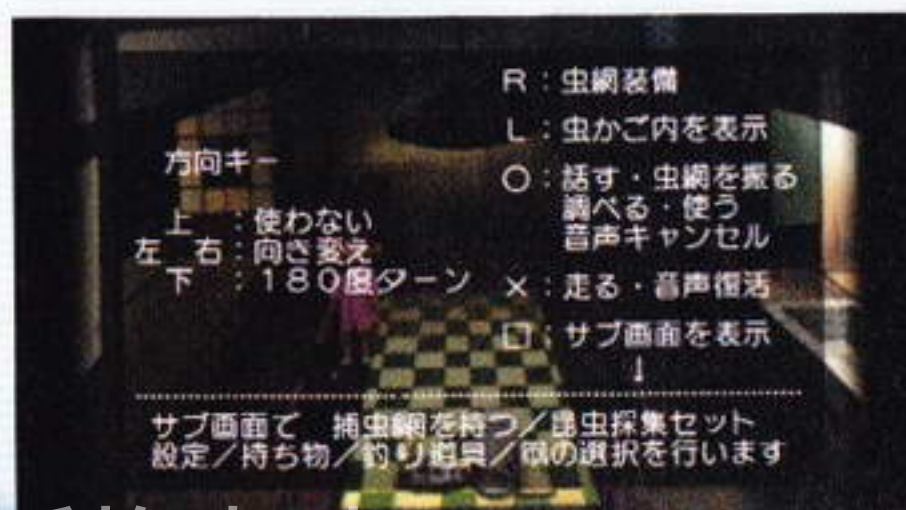 方向キー
上 ：使わない
左 右：向き変え
下 ：180度ターン
R：虫網装備
L：虫かご内を表示
○：話す・虫網を振る
調べる・使う
音声キャンセル
×：走る・音声復活
□：サブ画面を表示
↓
サブ画面で 捕虫網を持つ／昆虫採集セット
設定／持ち物／釣り道具／凧の選択を行います